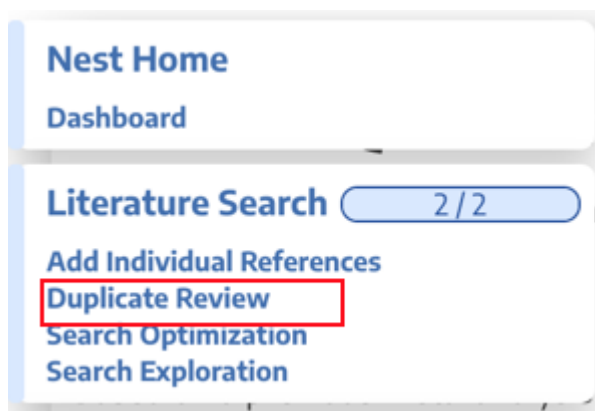 Nest Home
Dashboard
Literature Search 2 / 2
Add Individual References
Duplicate Review
Search Optimization
Search Exploration